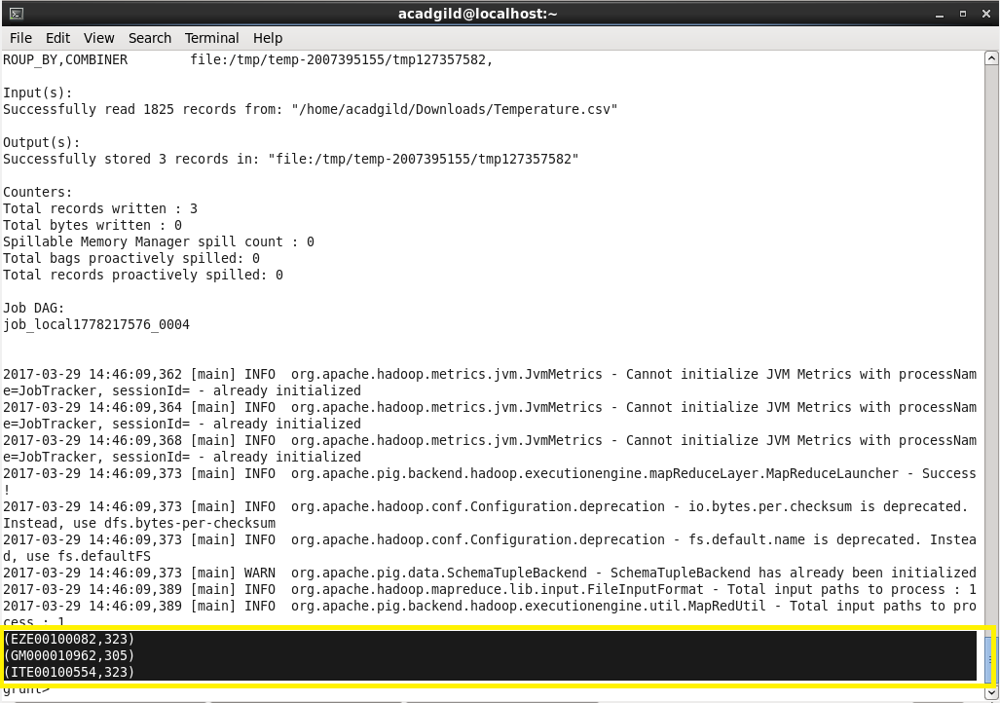 acadgild@localhost:~
File Edit View Search Terminal Help
ROUP_BY,COMBINER        file:/tmp/temp-2007395155/tmp127357582,
Input(s):
Successfully read 1825 records from: "/home/acadgild/Downloads/Temperature.csv"
Output(s):
Successfully stored 3 records in: "file:/tmp/temp-2007395155/tmp127357582"
Counters:
Total records written : 3
Total bytes written : 0
Spillable Memory Manager spill count : 0
Total bags proactively spilled: 0
Total records proactively spilled: 0
Job DAG:
job_local1778217576_0004
2017-03-29 14:46:09,362 [main] INFO  org.apache.hadoop.metrics.jvm.JvmMetrics - Cannot initialize JVM Metrics with processNam
e=JobTracker, sessionId= - already initialized
2017-03-29 14:46:09,364 [main] INFO  org.apache.hadoop.metrics.jvm.JvmMetrics - Cannot initialize JVM Metrics with processNam
e=JobTracker, sessionId= - already initialized
2017-03-29 14:46:09,368 [main] INFO  org.apache.hadoop.metrics.jvm.JvmMetrics - Cannot initialize JVM Metrics with processNam
e=JobTracker, sessionId= - already initialized
2017-03-29 14:46:09,373 [main] INFO  org.apache.pig.backend.hadoop.executionengine.mapReduceLayer.MapReduceLauncher - Success
!
2017-03-29 14:46:09,373 [main] INFO  org.apache.hadoop.conf.Configuration.deprecation - io.bytes.per.checksum is deprecated.
Instead, use dfs.bytes-per-checksum
2017-03-29 14:46:09,373 [main] INFO  org.apache.hadoop.conf.Configuration.deprecation - fs.default.name is deprecated. Instea
d, use fs.defaultFS
2017-03-29 14:46:09,373 [main] WARN  org.apache.pig.data.SchemaTupleBackend - SchemaTupleBackend has already been initialized
2017-03-29 14:46:09,389 [main] INFO  org.apache.hadoop.mapreduce.lib.input.FileInputFormat - Total input paths to process : 1
2017-03-29 14:46:09,389 [main] INFO  org.apache.pig.backend.hadoop.executionengine.util.MapRedUtil - Total input paths to pro
cess : 1
(EZE00100082,323)
(GM000010962,305)
(ITE00100554,323)
grunt>